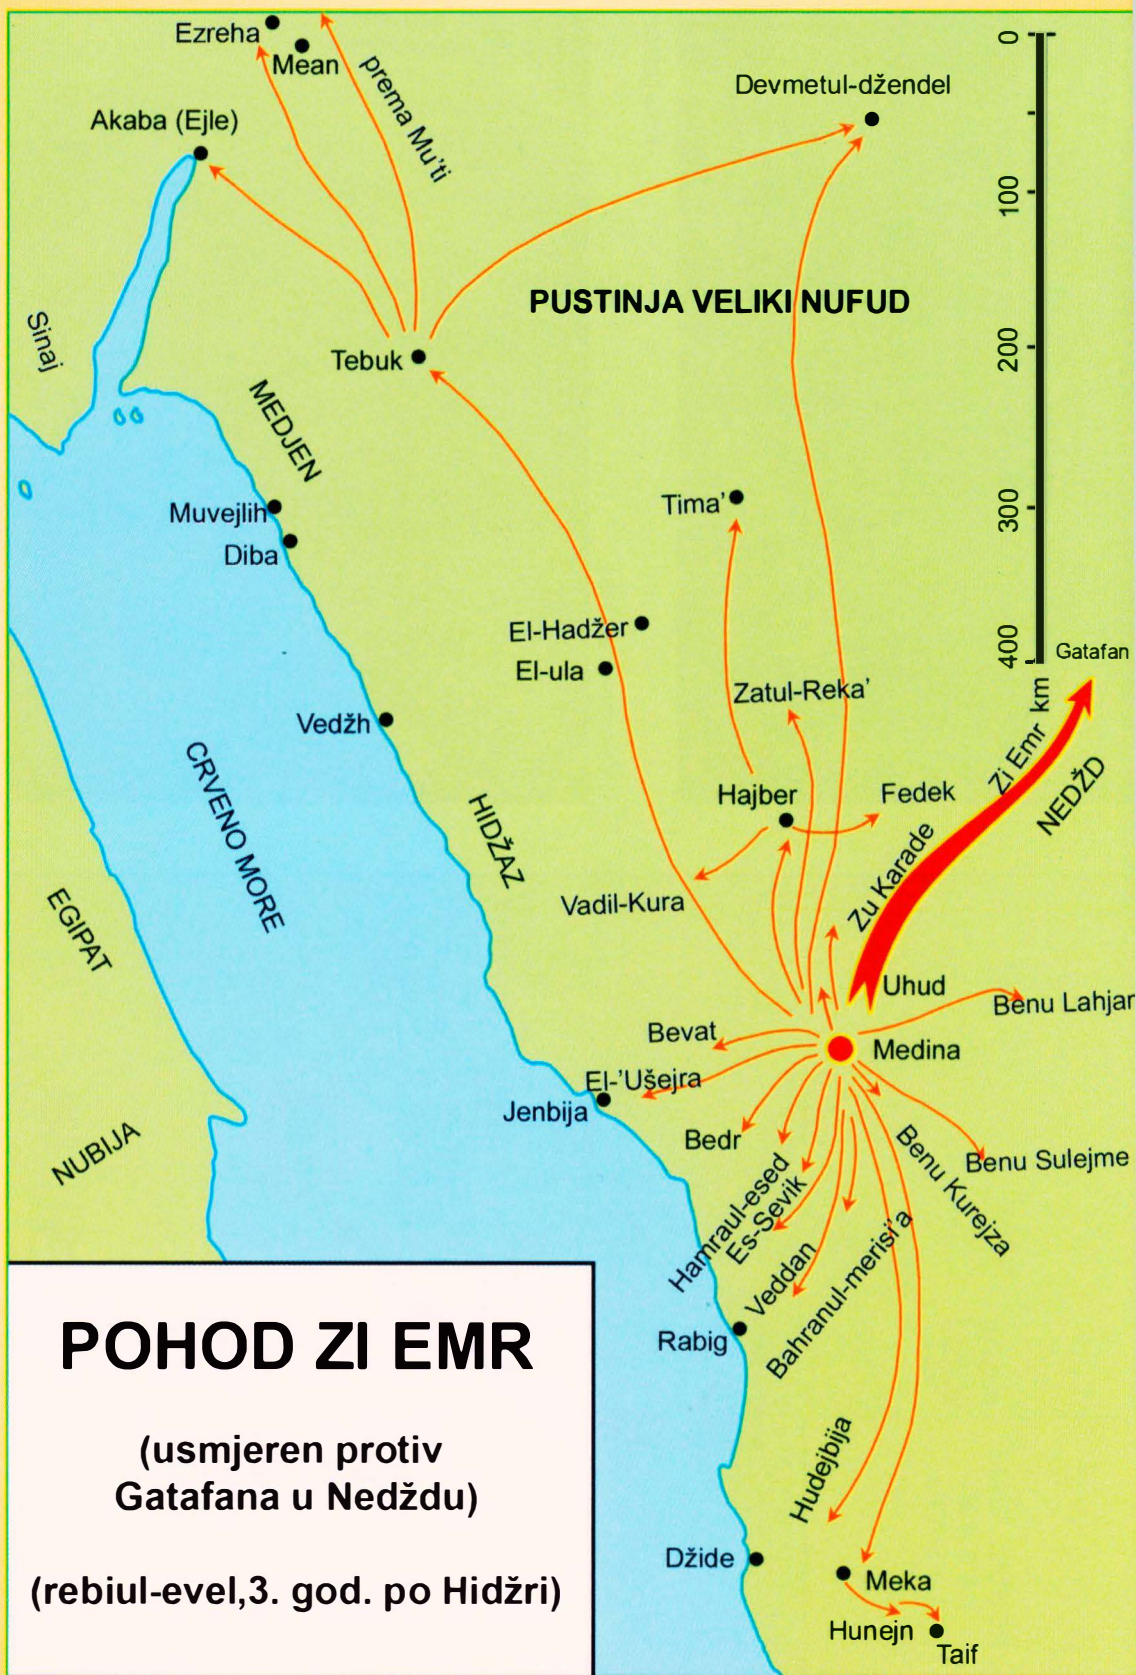 Ezreha
Mean
prema Mu'ti
Devmetul-džendel
Akaba (Ejle)
0
100
200
300
400
km
PUSTINJA VELIKI NUFUD
Sinaj
Tebuk
MEDJEN
Muvejlih
Diba
Tima'
El-Hadžer
El-ula
Gatafan
Zatul-Reka'
Vedžh
Zi Emr
NEDŽD
CRVENO MORE
HIDŽAZ
Hajber
Fedek
Zu Karade
Vadil-Kura
EGIPAT
Uhud
Benu Lahjar
Bevat
Medina
El-'Ušejra
Jenbija
Bedr
NUBIJA
Benu Kurejza
Benu Sulejme
Hamraul-esed
Es-Sevik
Veddan
Bahranul-merisi'a
Rabig
Hudejbija
Džide
Meka
Hunejn
Taif
POHOD ZI EMR
(usmjeren protiv
Gatafana u Nedždu)
(rebiul-evel,3. god. po Hidžri)